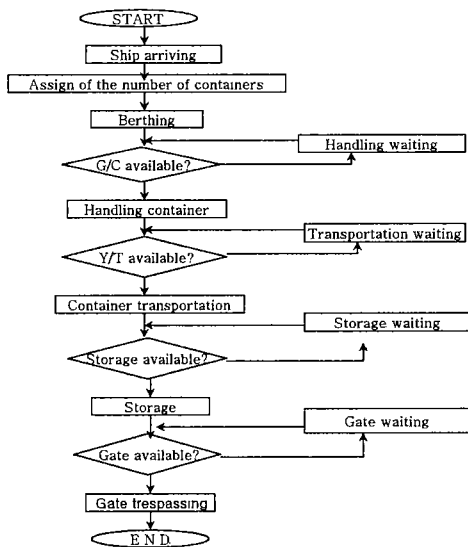 START
Ship arriving
Assign of the number of containers
Berthing
Handling waiting
G/C available?
Handling container
Transportation waiting
Y/T available?
Container transportation
Storage waiting
Storage available?
Storage
Gate waiting
Gate available?
Gate trespassing
E N D.